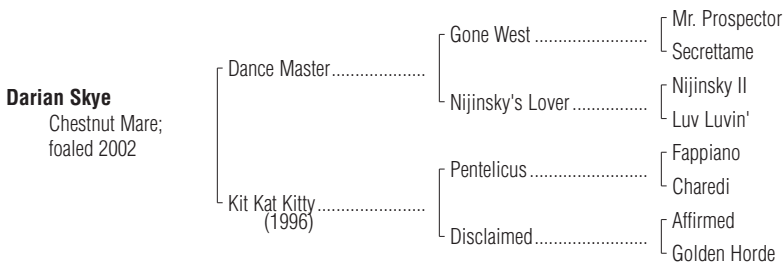 Mr. Prospector
Gone West .....................
Secrettame
Dance Master.....................
Nijinsky II
Nijinsky's Lover ................
Luv Luvin'
Darian Skye
Chestnut Mare;
foaled 2002
Fappiano
Pentelicus ......................
Charedi
Kit Kat Kitty........................
(1996)
Affirmed
Disclaimed.......................
Golden Horde